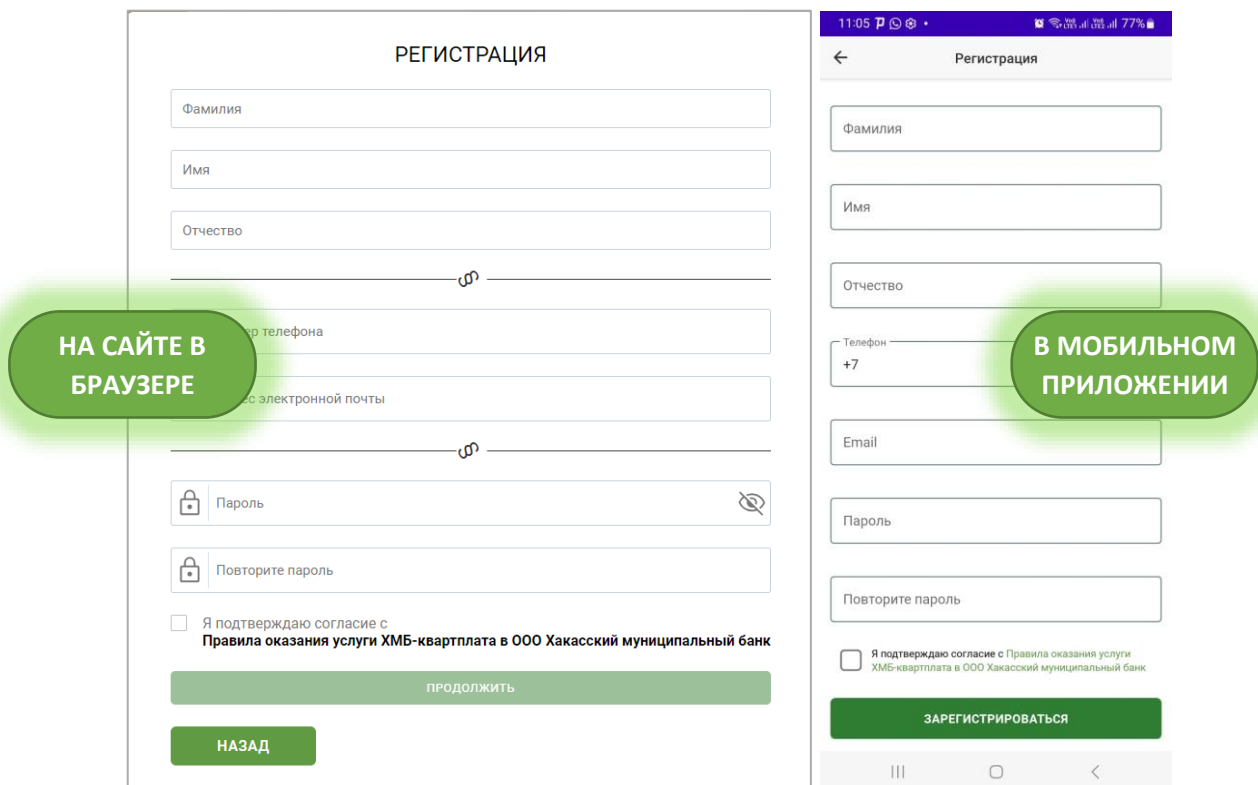 РЕГИСТРАЦИЯ
Фамилия
Имя
Отчество
телефона
электронной почты
Пароль
Повторите пароль
Я подтверждаю согласие с
Правила оказания услуги ХМБ-квартплата в ООО Хакасский муниципальный банк
ПРОДОЛЖИТЬ
НАЗАД
НА САЙТЕ В
БРАУЗЕРЕ
11:05 77%
Регистрация
Фамилия
Имя
Отчество
Телефон
+7
Email
Пароль
Повторите пароль
Я подтверждаю согласие с Правила оказания услуги
ХМБ-квартплата в ООО Хакасский муниципальный банк
ЗАРЕГИСТРИРОВАТЬСЯ
В МОБИЛЬНОМ
ПРИЛОЖЕНИИ